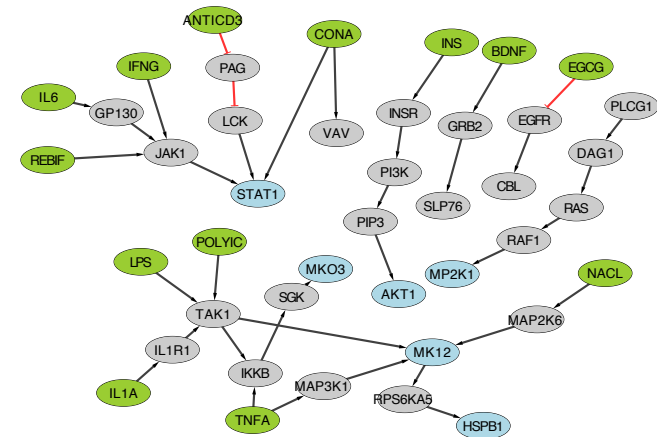 ANTICD3
CONA
INS
BDNF
EGCG
IFNG
PAG
IL6
GP130
LCK
VAV
INSR
GRB2
EGFR
PLCG1
REBIF
JAK1
DAG1
STAT1
PI3K
CBL
SLP76
RAS
PIP3
RAF1
POLYIC
LPS
MKO3
MP2K1
NACL
SGK
AKT1
TAK1
MAP2K6
IL1R1
MK12
IKKB
MAP3K1
IL1A
RPS6KA5
TNFA
HSPB1